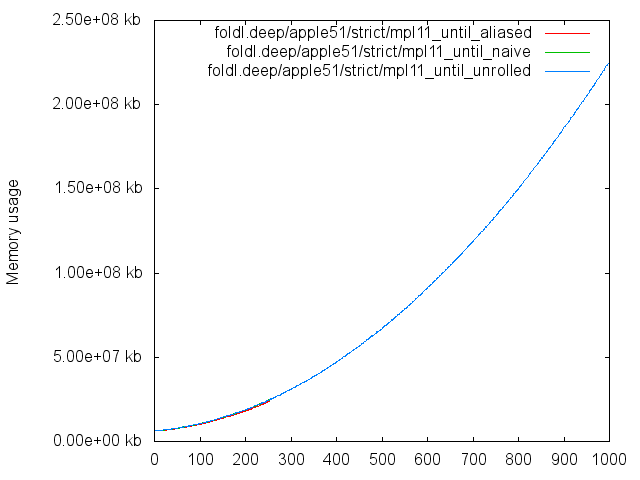 2.50e+08 kb
2.00e+08 kb
1.50e+08 kb
1.00e+08 kb
5.00e+07 kb
0.00e+00 kb
Memory usage
foldl.deep/apple51/strict/mpl11_until_aliased
foldl.deep/apple51/strict/mpl11_until_naive
foldl.deep/apple51/strict/mpl11_until_unrolled
0 100 200 300 400 500 600 700 800 900 1000